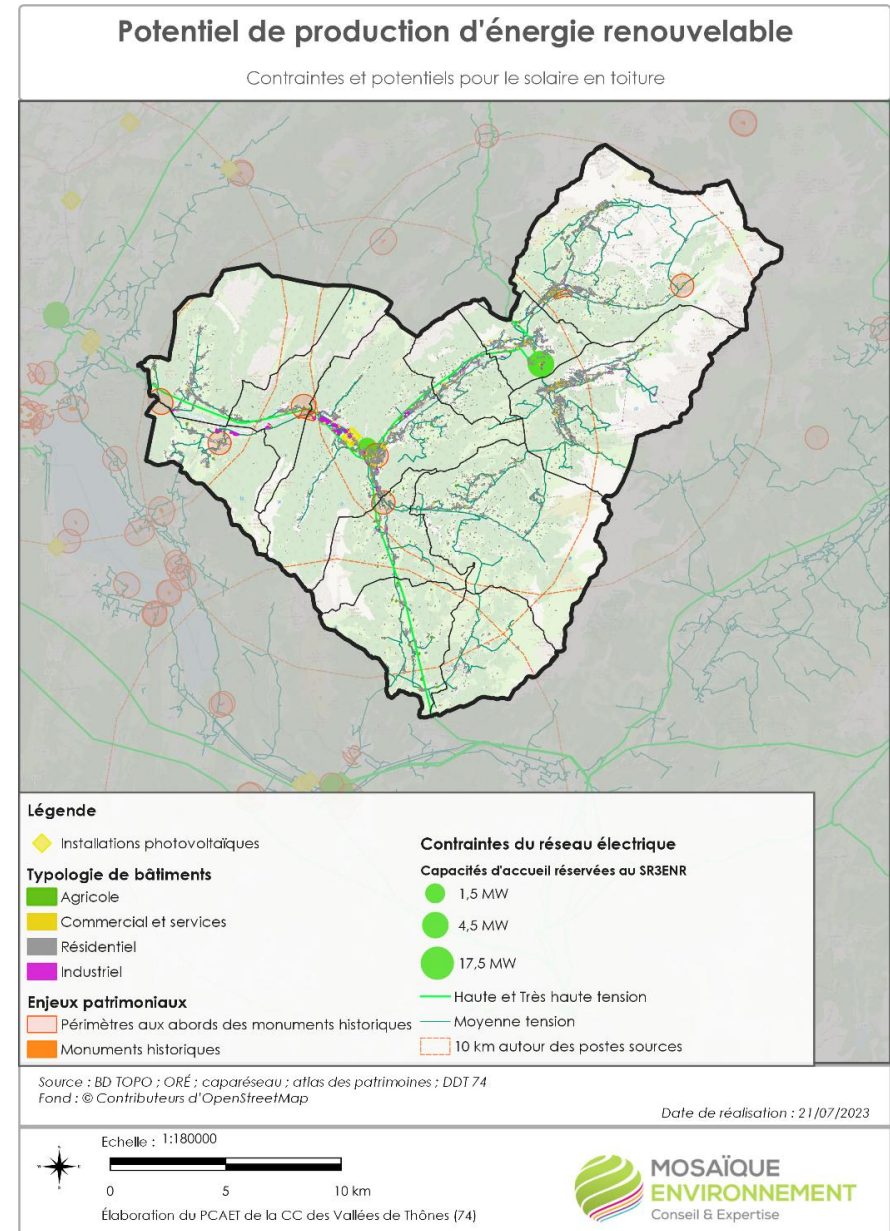 Potentiel de production d'énergie renouvelable
Contraintes et potentiels pour le solaire en toiture
Légende
Installations photovoltaïques
Typologie de bâtiments
Agricole
Commercial et services
Résidentiel
Industriel
Enjeux patrimoniaux
Périmètres aux abords des monuments historiques
Monuments historiques
Contraintes du réseau électrique
Capacités d'accueil réservées au SR3ENR
1,5 MW
4,5 MW
17,5 MW
Haute et Très haute tension
Moyenne tension
10 km autour des postes sources
Source : BD TOPO ; ORÉ ; caparéseau ; atlas des patrimoines ; DDT 74
Fond : © Contributeurs d'OpenStreetMap
Date de réalisation : 21/07/2023
Echelle : 1:180000
0 5 10 km
Élaboration du PCAET de la CC des Vallées de Thônes (74)
MOSAÏQUE
ENVIRONNEMENT
Conseil & Expertise